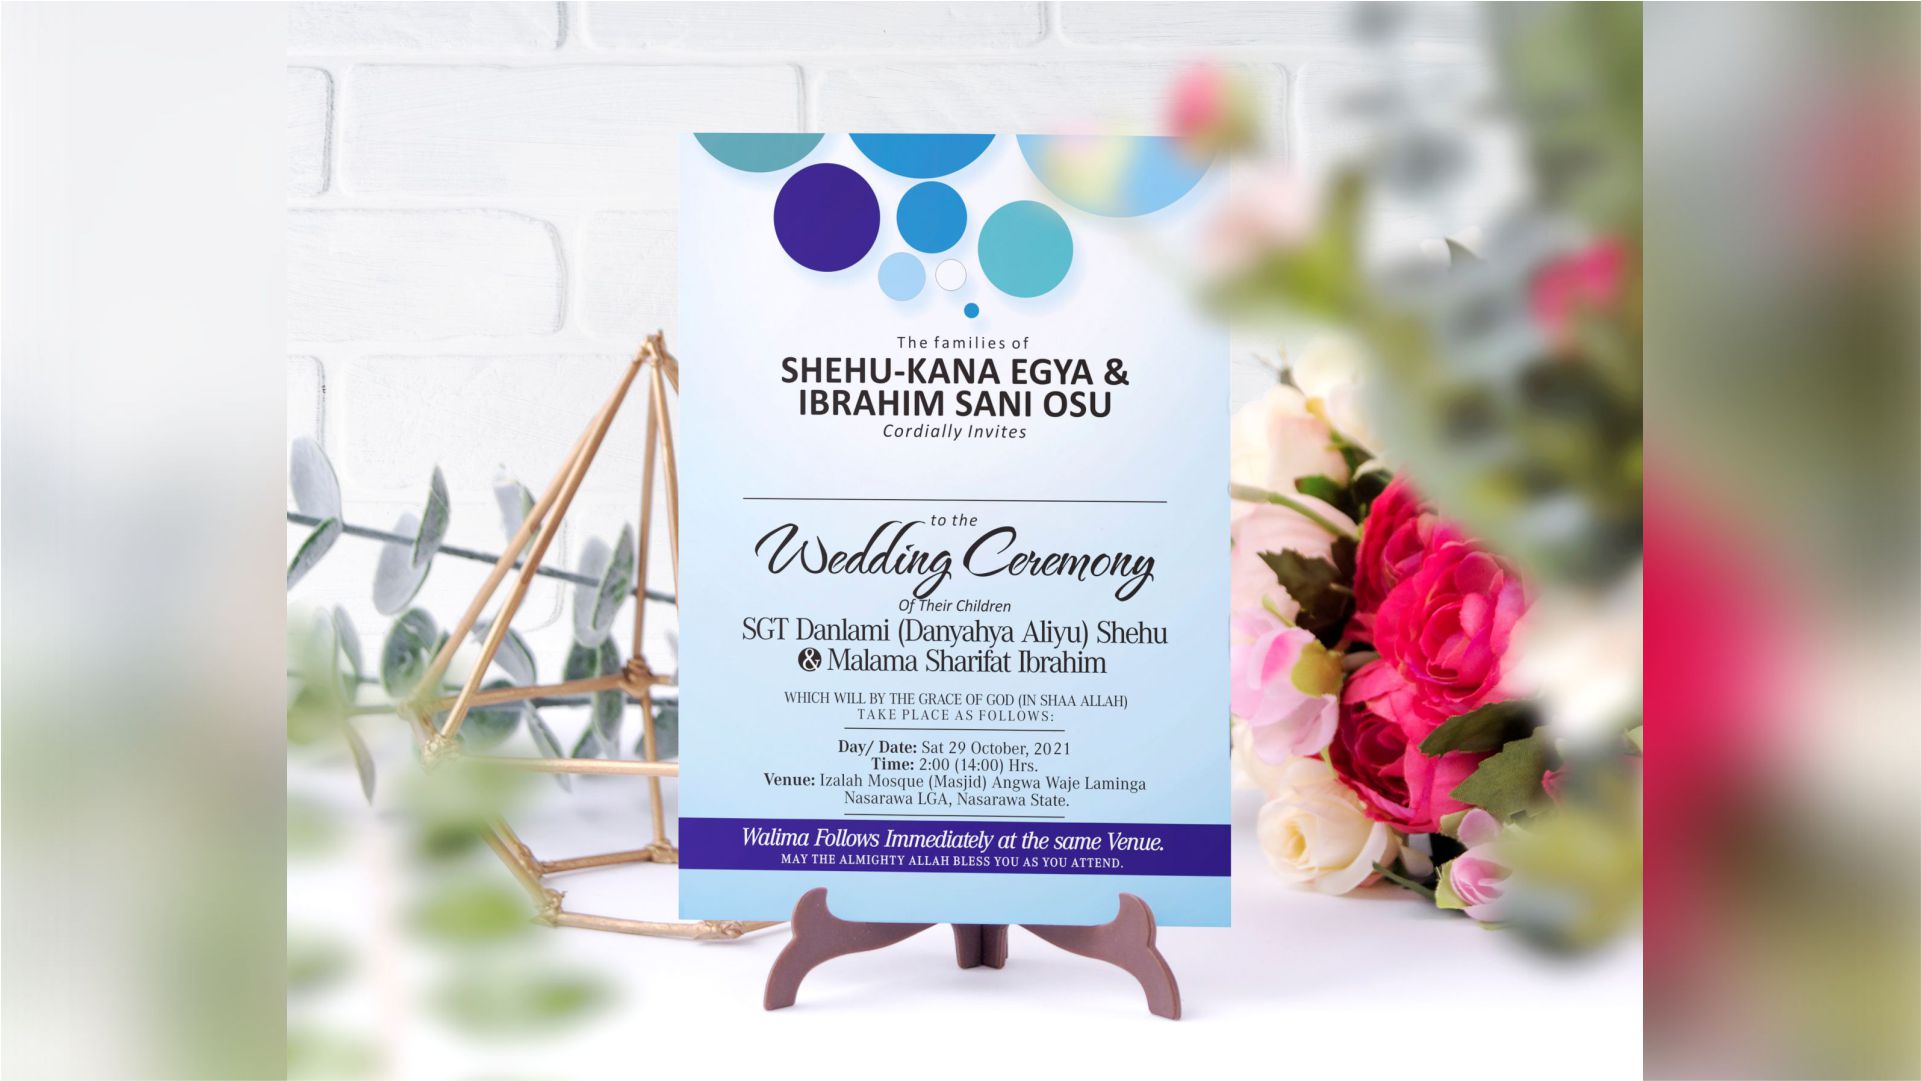 The families of
SHEHU-KANA EGYA &
IBRAHIM SANI OSU
Cordially Invites
to the
Wedding Ceremony
Of Their Children
SGT Danlami (Danyahya Aliyu) Shehu
& Malama Sharifat Ibrahim
WHICH WILL BY THE GRACE OF GOD (IN SHAA ALLAH)
TAKE PLACE AS FOLLOWS:
Day/ Date: Sat 29 October, 2021
Time: 2:00 (14:00) Hrs.
Venue: Izalah Mosque (Masjid) Angwa Waje Laminga
Nasarawa LGA, Nasarawa State.
Walima Follows Immediately at the same Venue.
MAY THE ALMIGHTY ALLAH BLESS YOU AS YOU ATTEND.